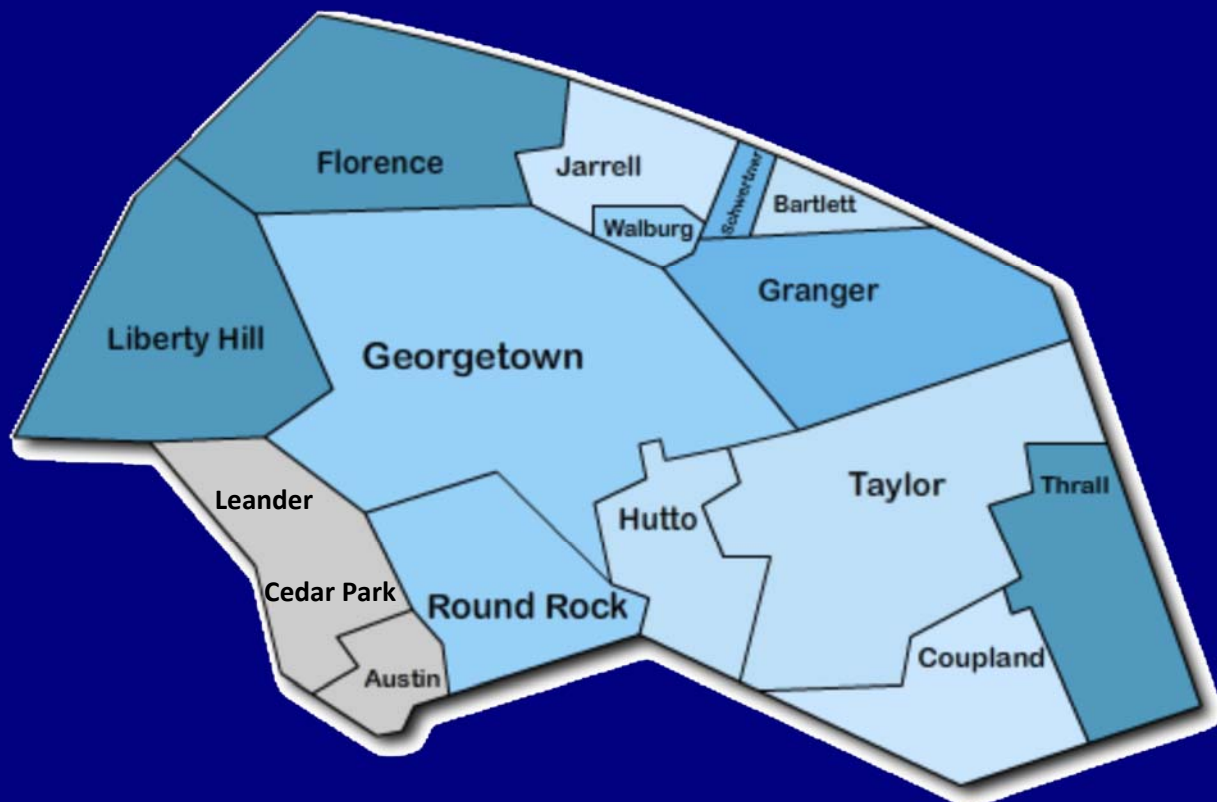 Florence
Jarrell
Schwertner
Bartlett
Walburg
Granger
Liberty Hill
Georgetown
Leander
Taylor
Thrall
Hutto
Cedar Park
Round Rock
Coupland
Austin